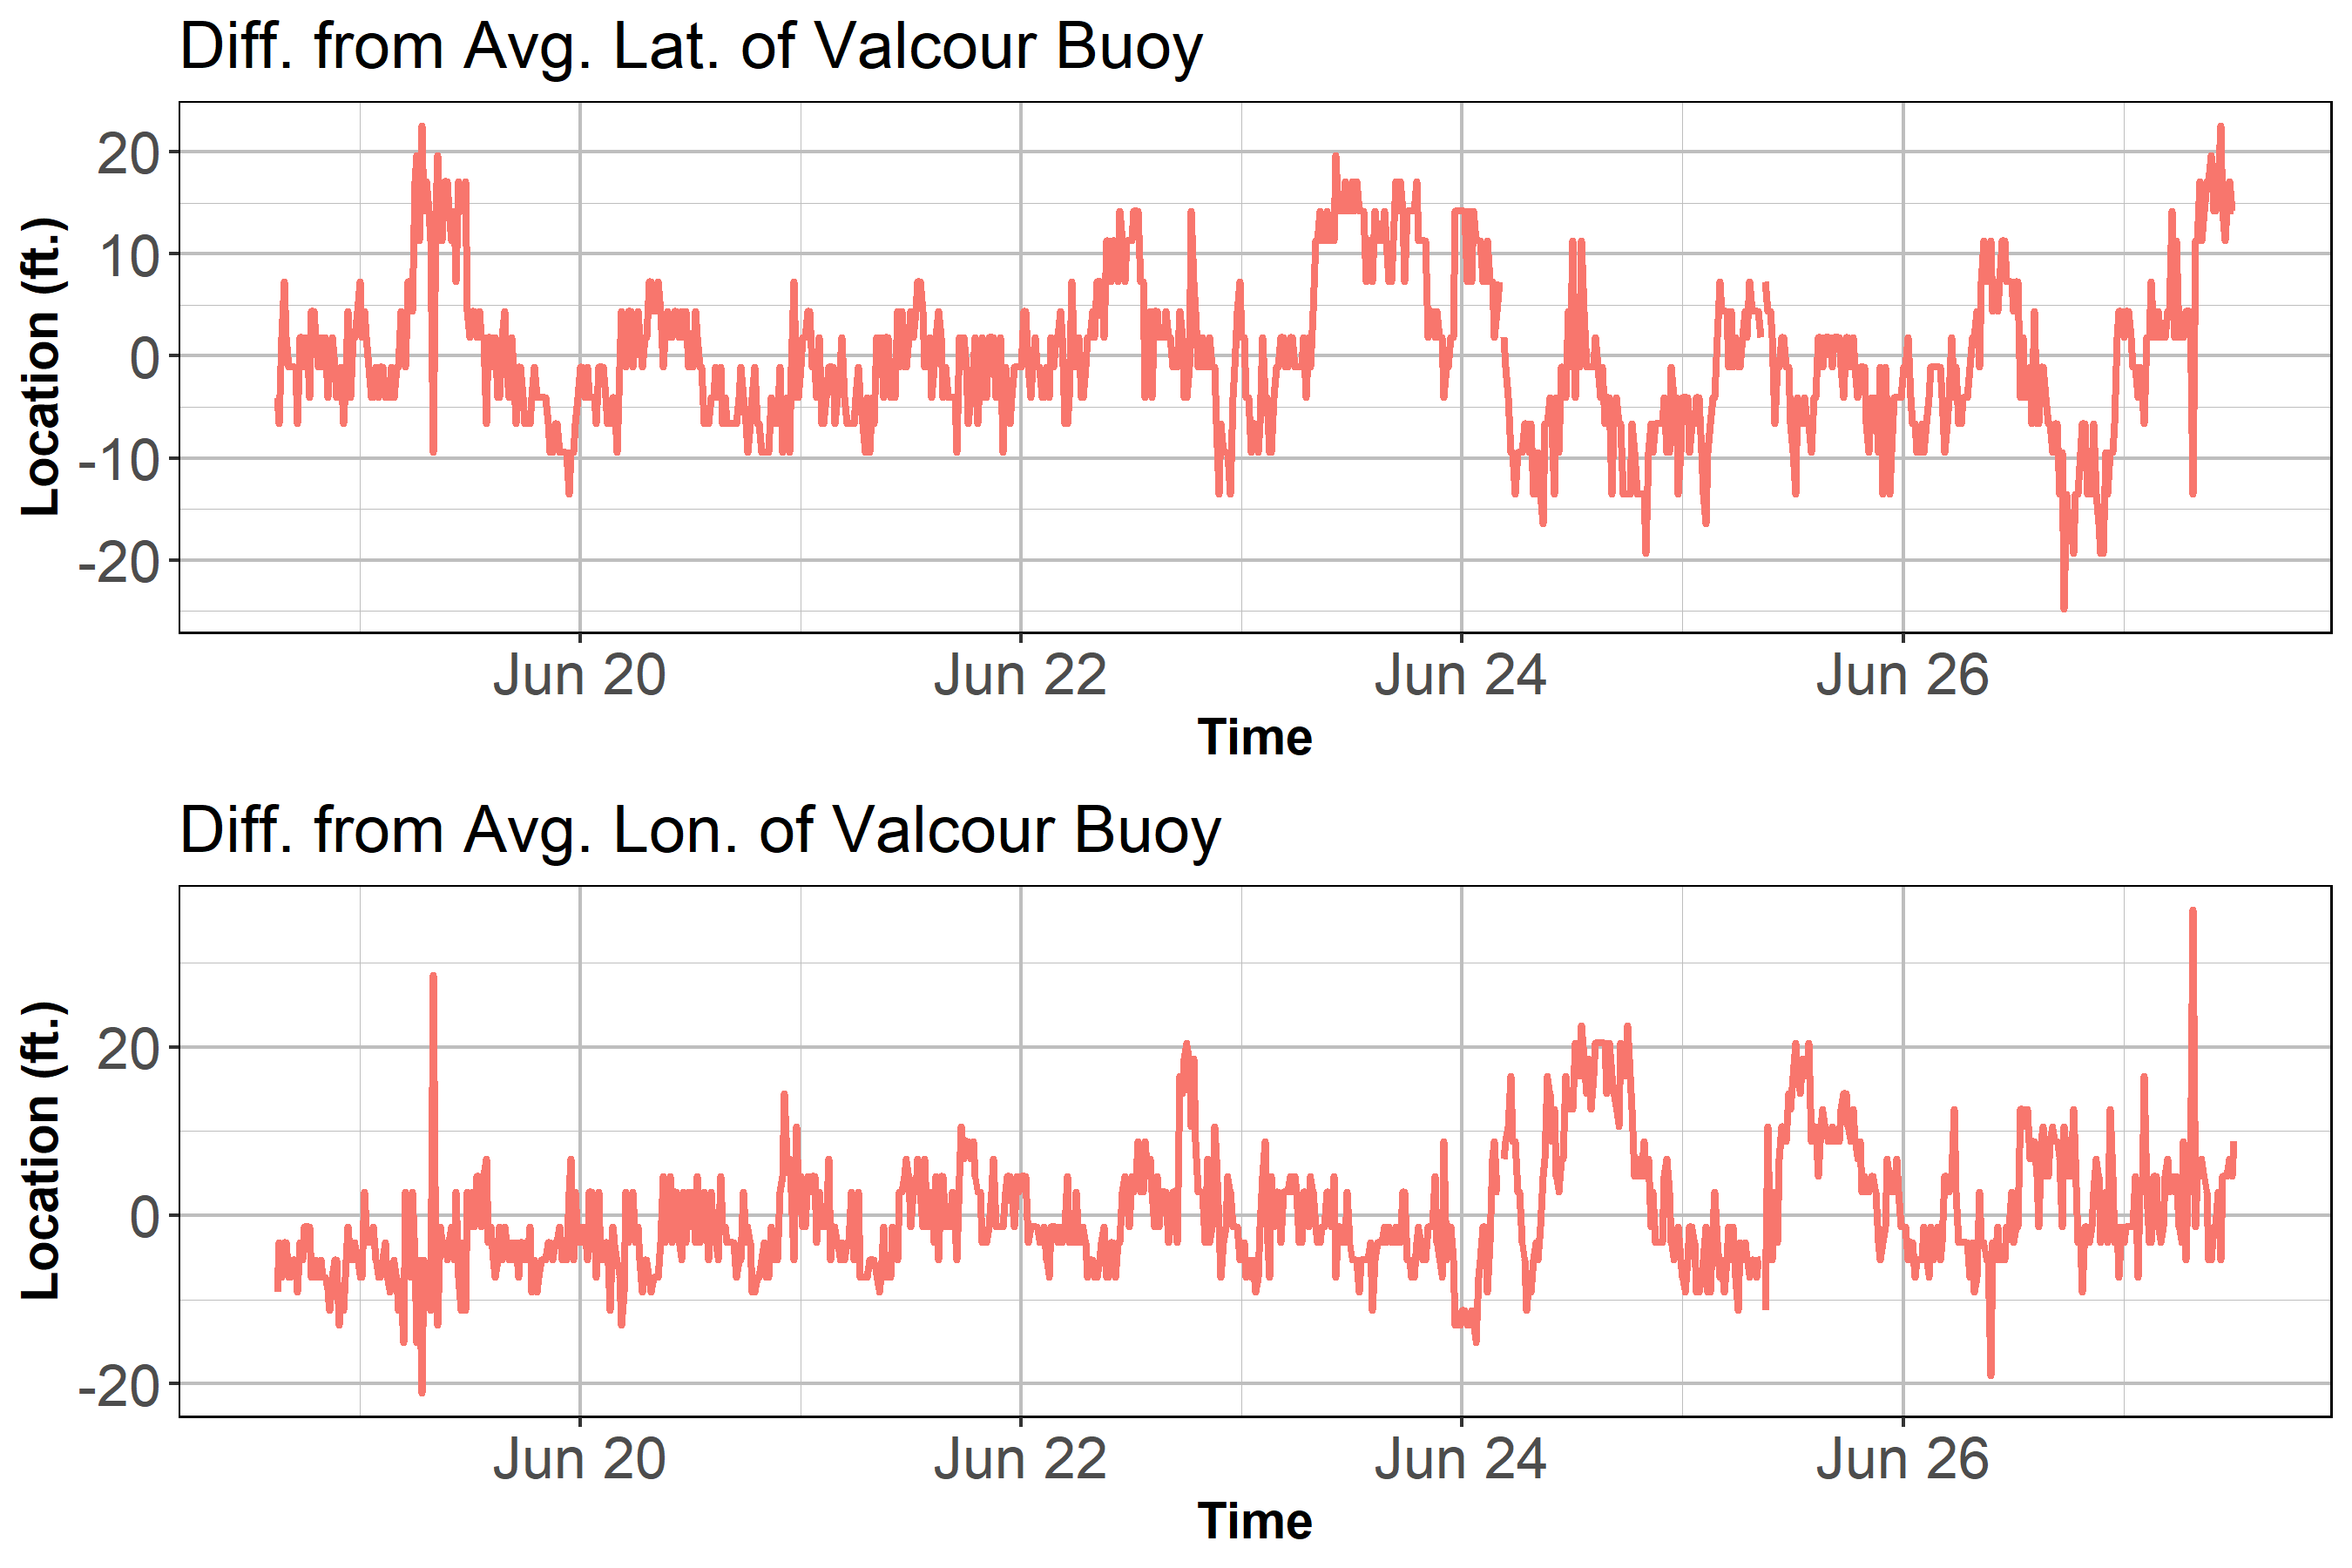 Diff. from Avg. Lat. of Valcour Buoy
Location (ft.)
20
10
0
-10
-20
Jun 20 Jun 22 Jun 24 Jun 26
Time
Diff. from Avg. Lon. of Valcour Buoy
Location (ft.)
20
0
-20
Jun 20 Jun 22 Jun 24 Jun 26
Time